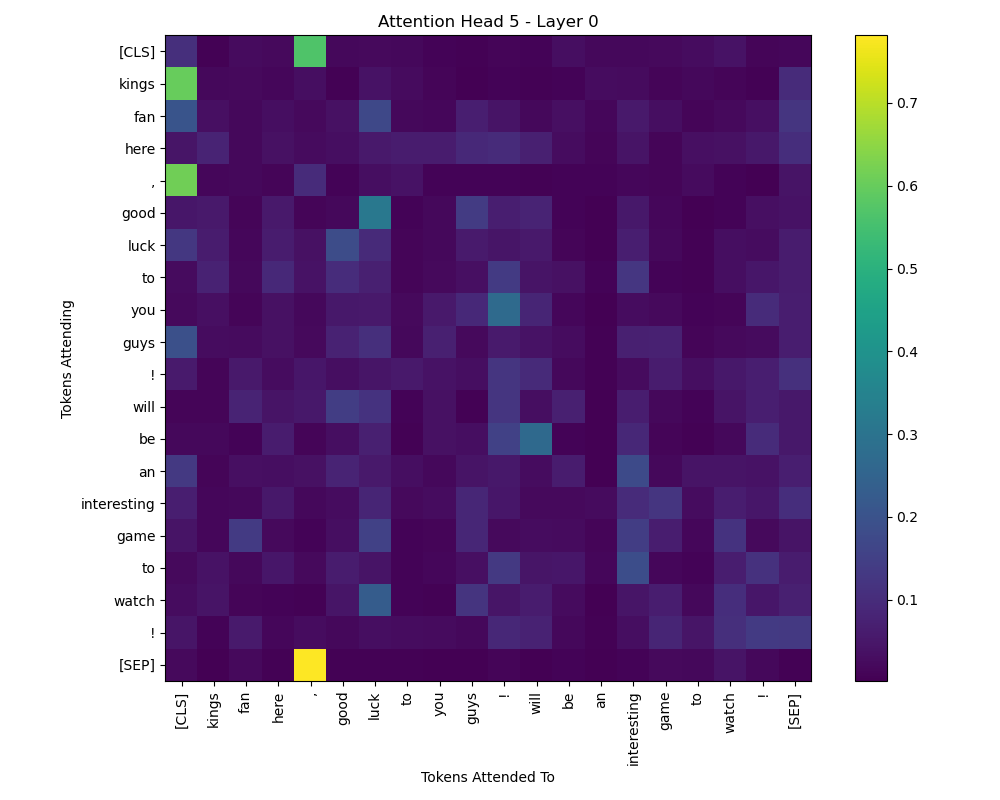 Attention Head 5 - Layer 0
[CLS]
kings
fan
here
,
good
luck
to
you
guys
!
will
be
an
interesting
game
to
watch
!
[SEP]
Tokens Attending
[CLS] kings fan here , good luck to you guys ! will be an interesting game to watch ! [SEP]
Tokens Attended To
0.7
0.6
0.5
0.4
0.3
0.2
0.1